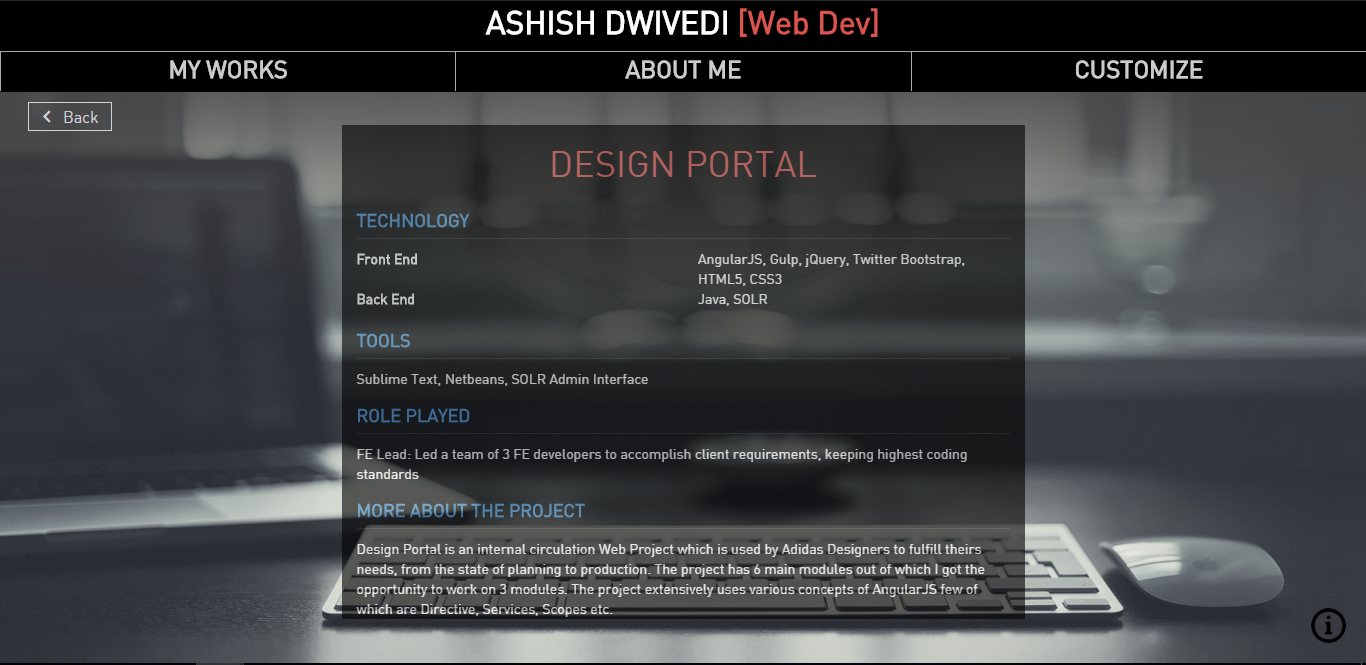 ASHISH DWIVEDI [Web Dev]
MY WORKS ABOUT ME CUSTOMIZE
Back
DESIGN PORTAL
TECHNOLOGY
Front End AngularJS, Gulp, jQuery, Twitter Bootstrap,
HTML5, CSS3
Back End Java, SOLR
TOOLS
Sublime Text, Netbeans, SOLR Admin Interface
ROLE PLAYED
FE Lead: Led a team of 3 FE developers to accomplish client requirements, keeping highest coding
standards
MORE ABOUT THE PROJECT
Design Portal is an internal circulation Web Project which is used by Adidas Designers to fulfill theirs
needs, from the state of planning to production. The project has 6 main modules out of which I got the
opportunity to work on 3 modules. The project extensively uses various concepts of AngularJS few of
which are Directive, Services, Scopes etc.